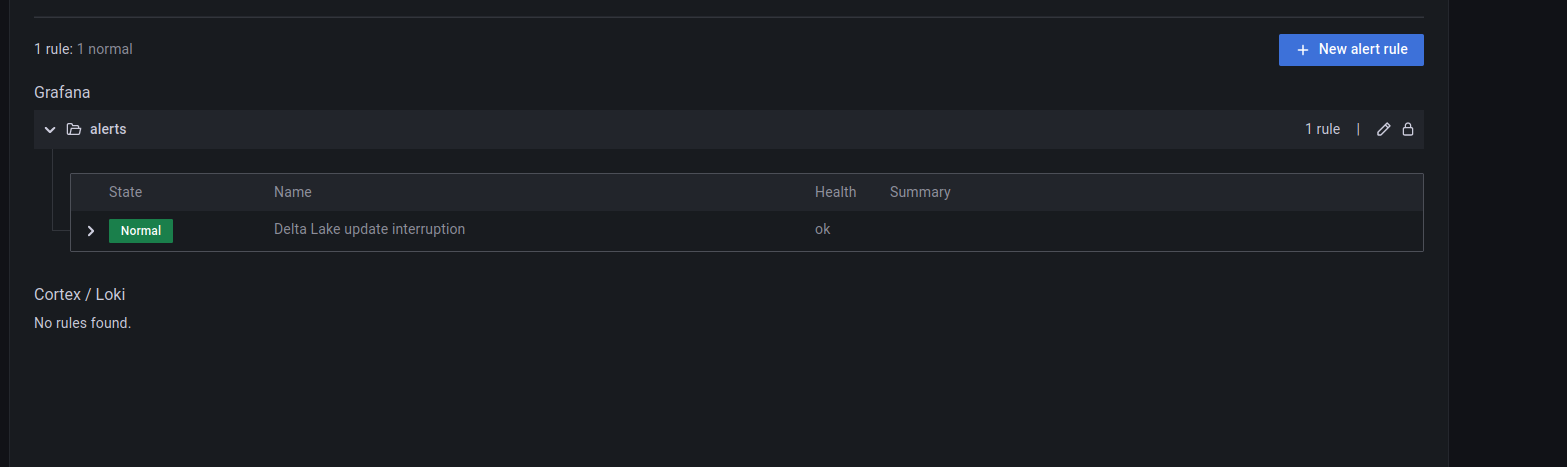 1 rule: 1 normal
+ New alert rule
Grafana
alerts
1 rule |
State Name Health Summary
Normal Delta Lake update interruption ok
Cortex / Loki
No rules found.